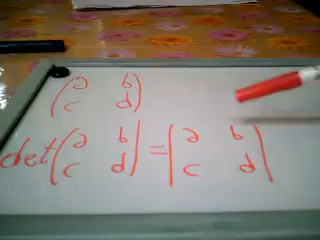 (a b
c d)
det(a b
c d) = |a b
c d|